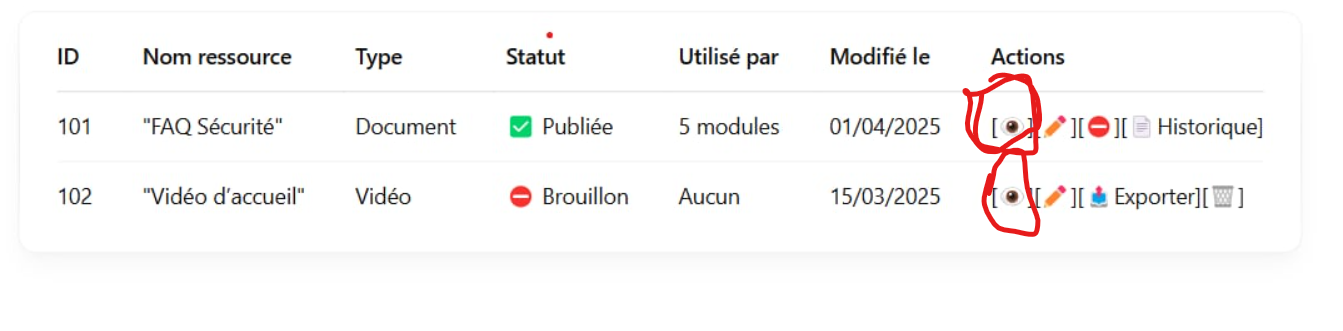 ID Nom ressource Type Statut Utilisé par Modifié le Actions
101 "FAQ Sécurité" Document ✅ Publiée 5 modules 01/04/2025 [👁️][✏️][⛔][📄 Historique]
102 "Vidéo d’accueil" Vidéo ⛔ Brouillon Aucun 15/03/2025 [👁️][✏️][📤 Exporter][🗑️]